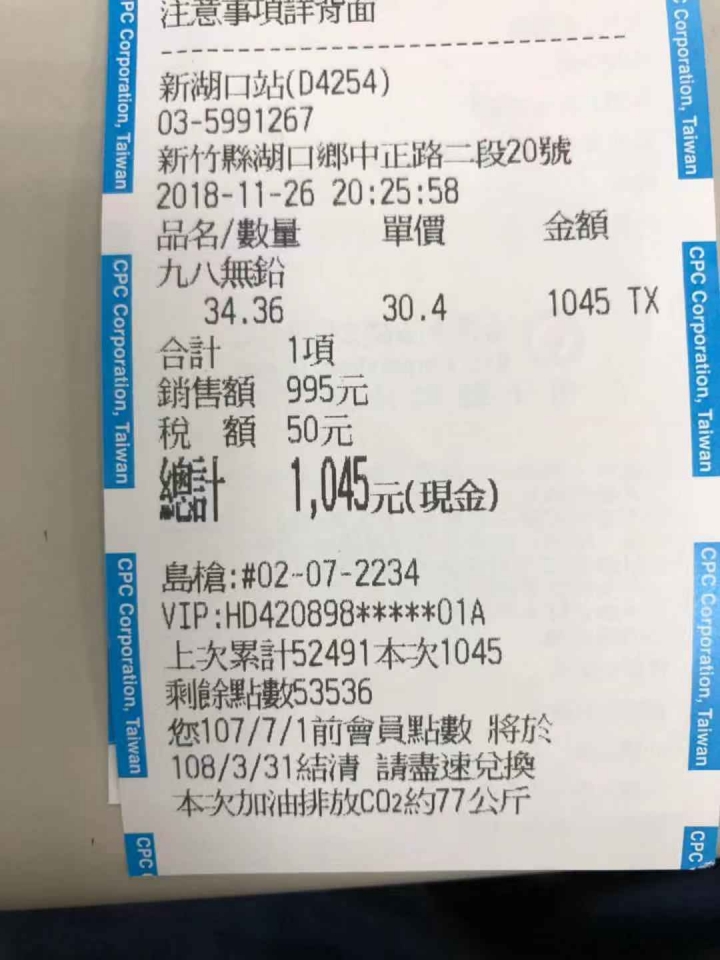 注意事項詳背面
--------------------------------
新湖口站(D4254)
03-5991267
新竹縣湖口鄉中正路二段20號
2018-11-26 20:25:58
品名/數量 單價 金額
九八無鉛
34.36 30.4 1045 TX
合計 1項
銷售額 995元
稅 額 50元
總計 1,045元(現金)
島槍:#02-07-2234
VIP:HD420898*****01A
上次累計52491本次1045
剩餘點數53536
您107/7/1前會員點數 將於
108/3/31結清 請盡速兌換
本次加油排放CO2約77公斤
PC Corporation, Taiwan
CPC Corporation, Taiwan
CPC Corporation, Taiwan
CPC
CPC Corporation, Taiwan
CPC Corporation, Taiwan
CPC Corporation, Taiwan
CPC